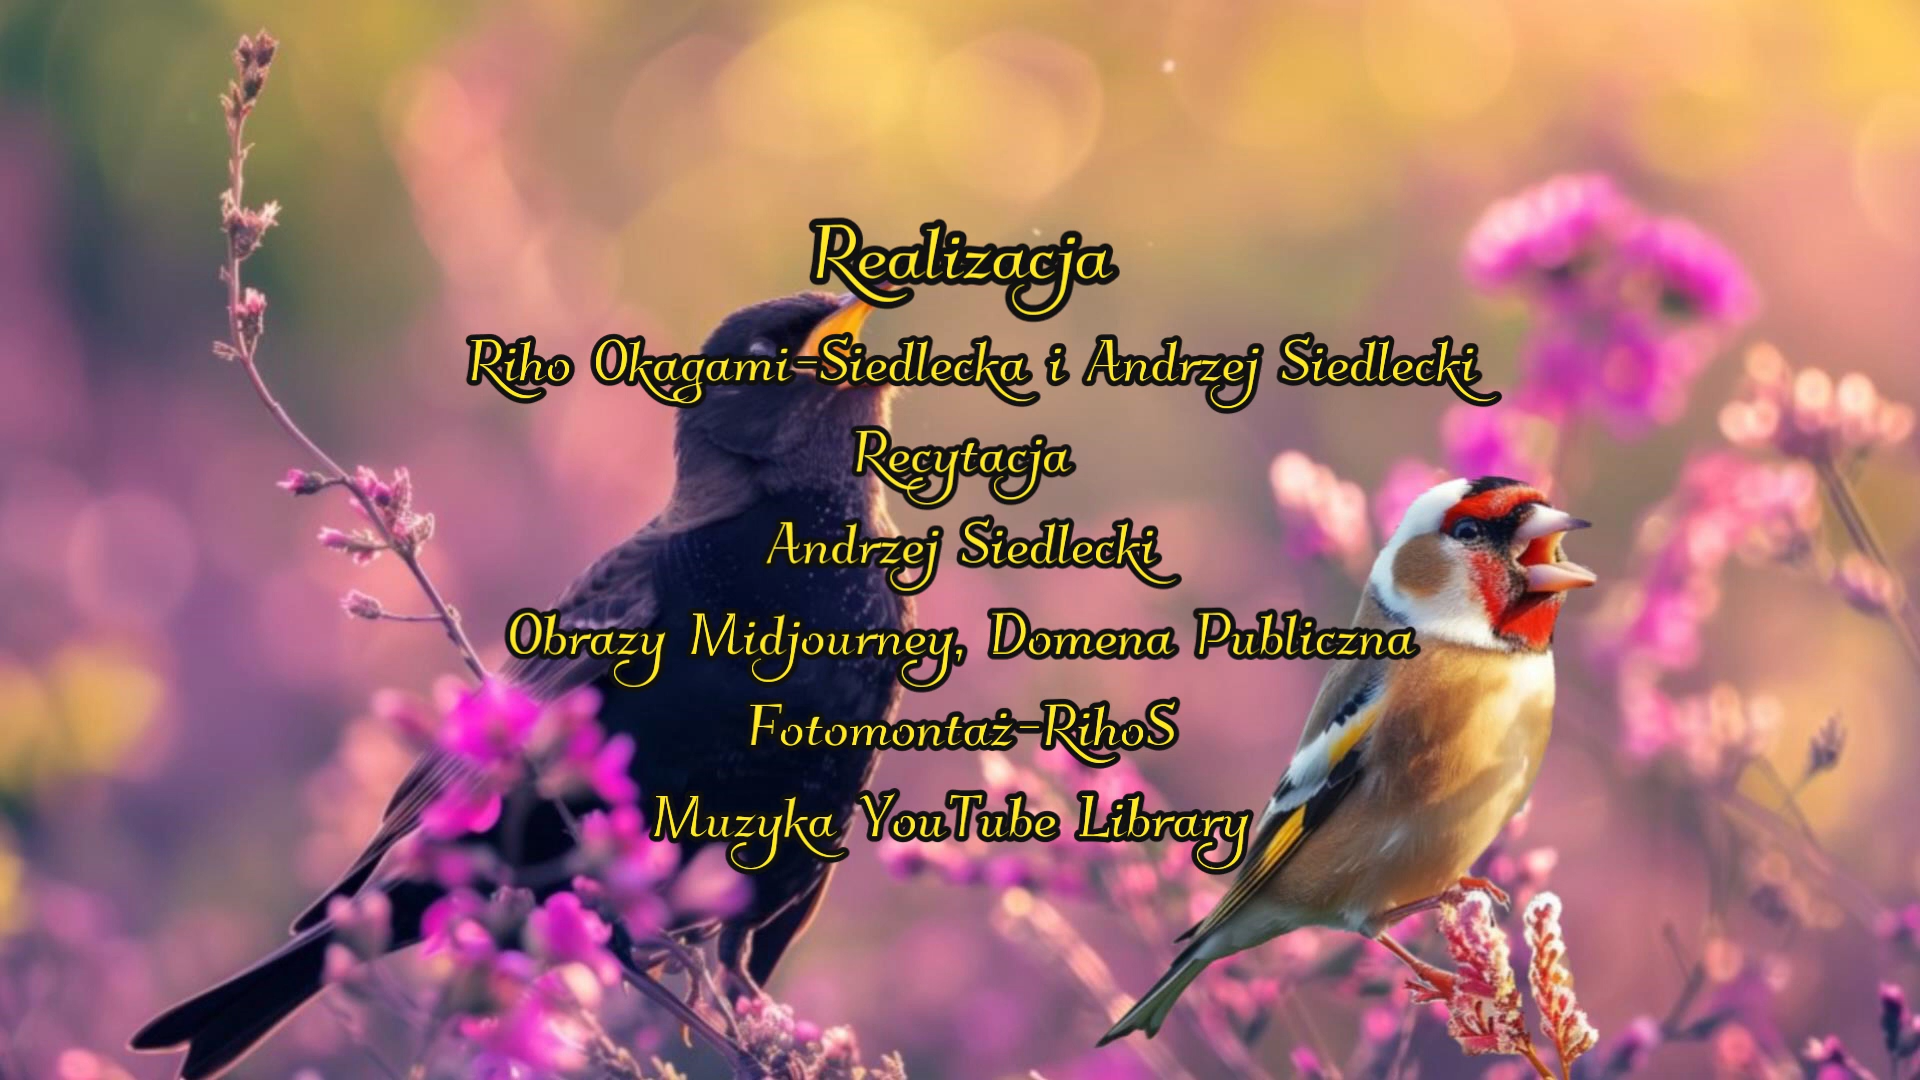 Realizacja
Riho Okagami-Siedlecka i Andrzej Siedlecki
Recytacja
Andrzej Siedlecki
Obrazy Midjourney, Domena Publiczna
Fotomontaż-RihoS
Muzyka YouTube Library